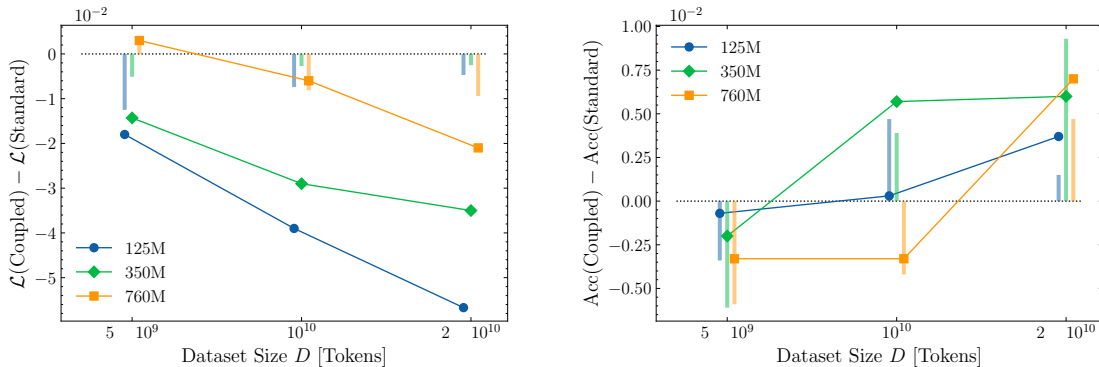 10⁻²
0
−1
−2
−3
−4
−5
ℒ(Coupled) − ℒ(Standard)
125M
350M
760M
5 10⁹
10¹⁰
2 10¹⁰
Dataset Size D [Tokens]
10⁻²
1.00
0.75
0.50
0.25
0.00
−0.25
−0.50
Acc(Coupled) − Acc(Standard)
125M
350M
760M
5 10⁹
10¹⁰
2 10¹⁰
Dataset Size D [Tokens]